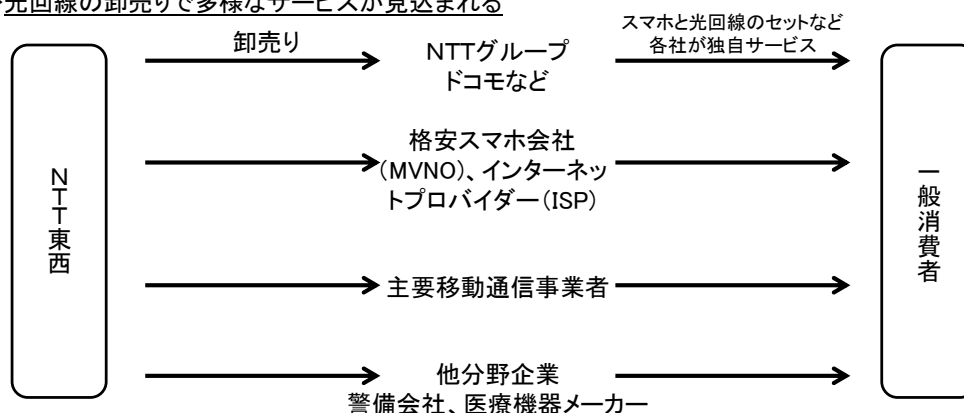 光回線の卸売りで多様なサービスが見込まれる
卸売り
スマホと光回線のセットなど
各社が独自サービス
NTT東西
NTTグループ
ドコモなど
格安スマホ会社
(MVNO)、インターネッ
トプロバイダー(ISP)
主要移動通信事業者
他分野企業
警備会社、医療機器メーカー
一般消費者